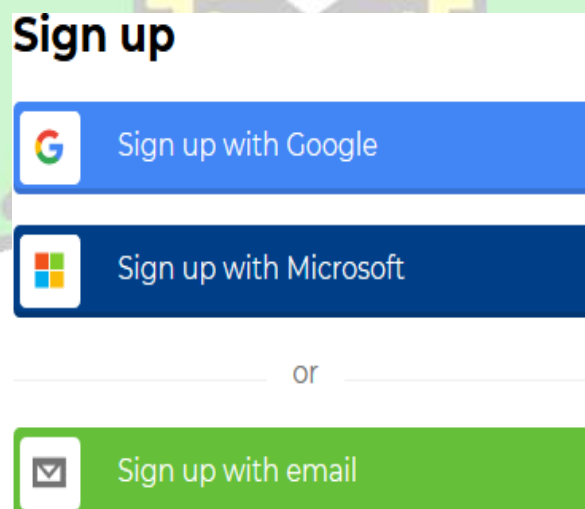 Sign up
Sign up with Google
Sign up with Microsoft
or
Sign up with email